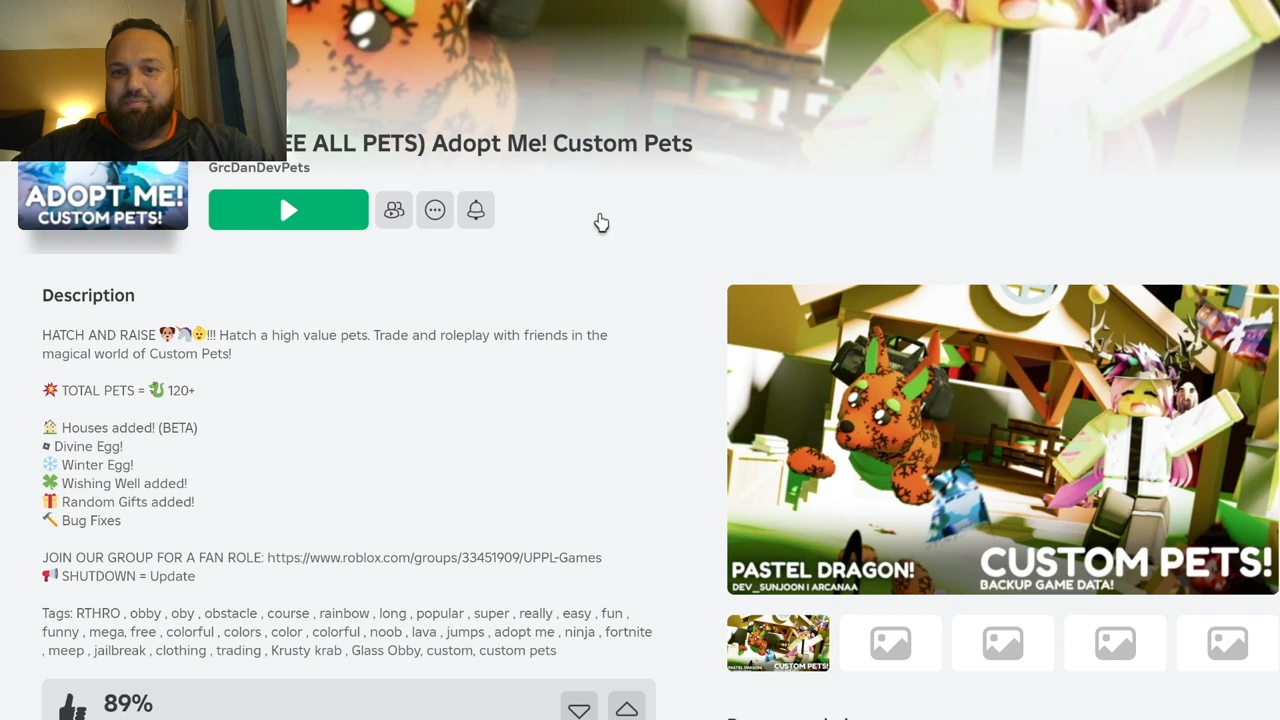 EE ALL PETS) Adopt Me! Custom Pets
GrcDanDevPets
ADOPT ME!
CUSTOM PETS!
Description
HATCH AND RAISE 🐶🦄👶!!! Hatch a high value pets. Trade and roleplay with friends in the
magical world of Custom Pets!
💥 TOTAL PETS = 🐉 120+
🏠 Houses added! (BETA)
Divine Egg!
❄️ Winter Egg!
🍀 Wishing Well added!
🎁 Random Gifts added!
🔨 Bug Fixes
JOIN OUR GROUP FOR A FAN ROLE: https://www.roblox.com/groups/33451909/UPPL-Games
📢 SHUTDOWN = Update
Tags: RTHRO , obby , oby , obstacle , course , rainbow , long , popular , super , really , easy , fun ,
funny , mega, free , colorful , colors , color , colorful , noob , lava , jumps , adopt me , ninja , fortnite
, jailbreak , clothing , trading , Krusty krab , Glass Obby, custom, custom pets
89%
PASTEL DRAGON!
DEV_SUNJOON I ARCANAA
CUSTOM PETS!
BACKUP GAME DATA!
PASTEL DRAGON!
CUSTOM PETS!